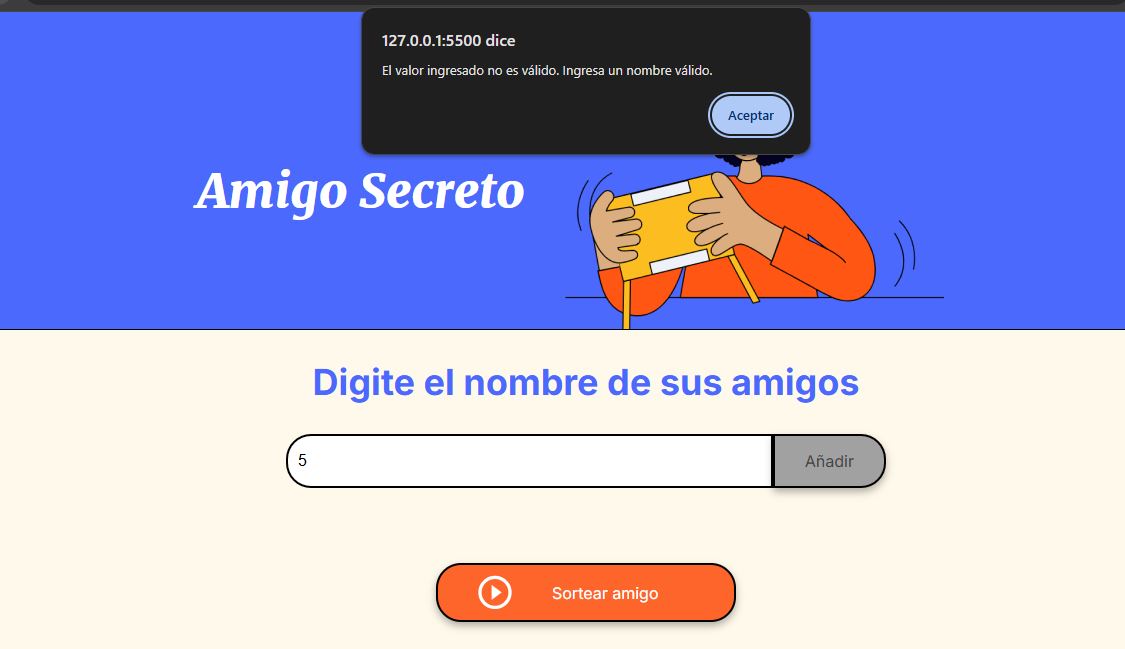 127.0.0.1:5500 dice
El valor ingresado no es válido. Ingresa un nombre válido.
Aceptar
Amigo Secreto
Digite el nombre de sus amigos
5
Añadir
Sortear amigo